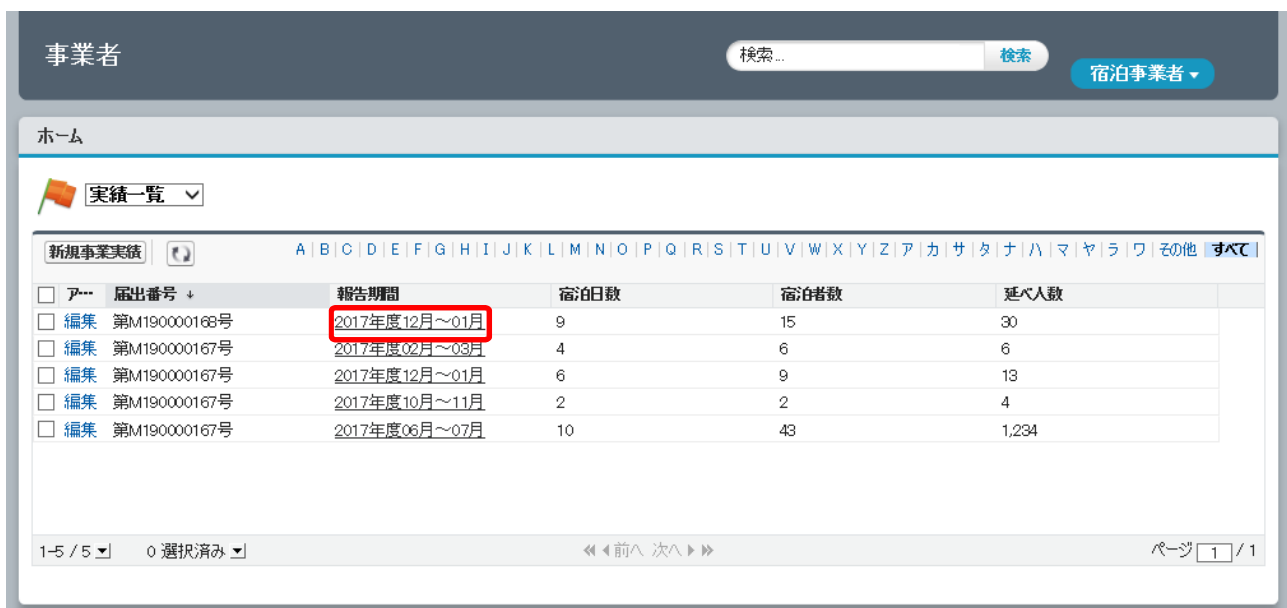 事業者
検索...
検索
宿泊事業者
ホーム
実績一覧
新規事業実績
A | B | C | D | E | F | G | H | I | J | K | L | M | N | O | P | Q | R | S | T | U | V | W | X | Y | Z | ア | カ | サ | タ | ナ | ハ | マ | ヤ | ラ | ワ | その他 | すべて |
ア… 届出番号 ↓ 報告期間 宿泊日数 宿泊者数 延べ人数
編集 第M190000168号 2017年度12月～01月 9 15 30
編集 第M190000167号 2017年度02月～03月 4 6 6
編集 第M190000167号 2017年度12月～01月 6 9 13
編集 第M190000167号 2017年度10月～11月 2 2 4
編集 第M190000167号 2017年度06月～07月 10 43 1,234
1-5 / 5 0 選択済み 前へ 次へ ページ 1 / 1